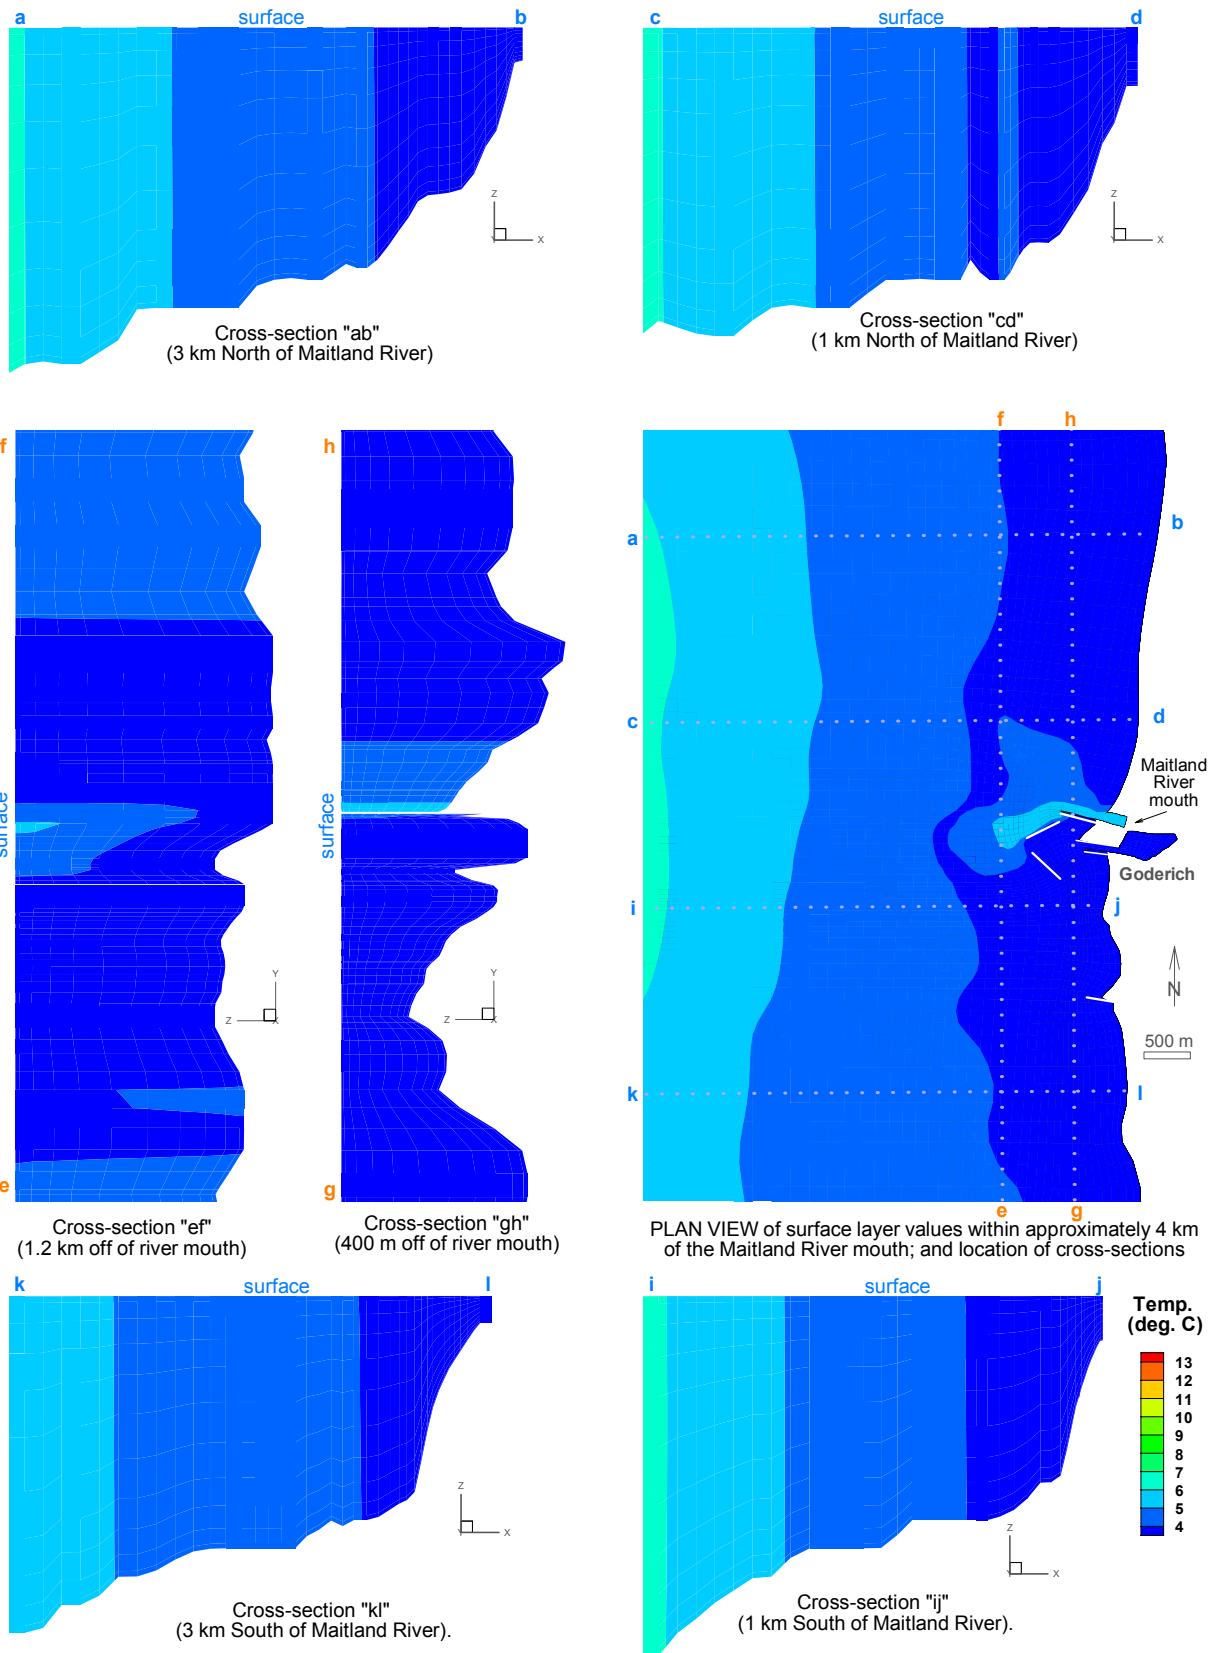 a
surface
b
c
surface
d
Z
X
Y
Z
X
Y
Cross-section "ab"
(3 km North of Maitland River)
Cross-section "cd"
(1 km North of Maitland River)
f
h
f
h
a
b
c
d
Maitland
River
mouth
surface
surface
Goderich
i
j
Y
Z
X
Y
Z
X
N
500 m
k
l
e
g
e
g
Cross-section "ef"
(1.2 km off of river mouth)
Cross-section "gh"
(400 m off of river mouth)
PLAN VIEW of surface layer values within approximately 4 km
of the Maitland River mouth; and location of cross-sections
k
surface
l
i
surface
j
Temp.
(deg. C)
13
12
11
10
9
8
7
6
5
4
Z
X
Y
Z
X
Y
Cross-section "kl"
(3 km South of Maitland River).
Cross-section "ij"
(1 km South of Maitland River).